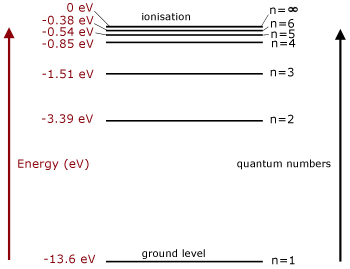 0 eV ionisation n=∞
-0.38 eV n=6
-0.54 eV n=5
-0.85 eV n=4
-1.51 eV n=3
-3.39 eV n=2
Energy (eV) quantum numbers
ground level
-13.6 eV n=1